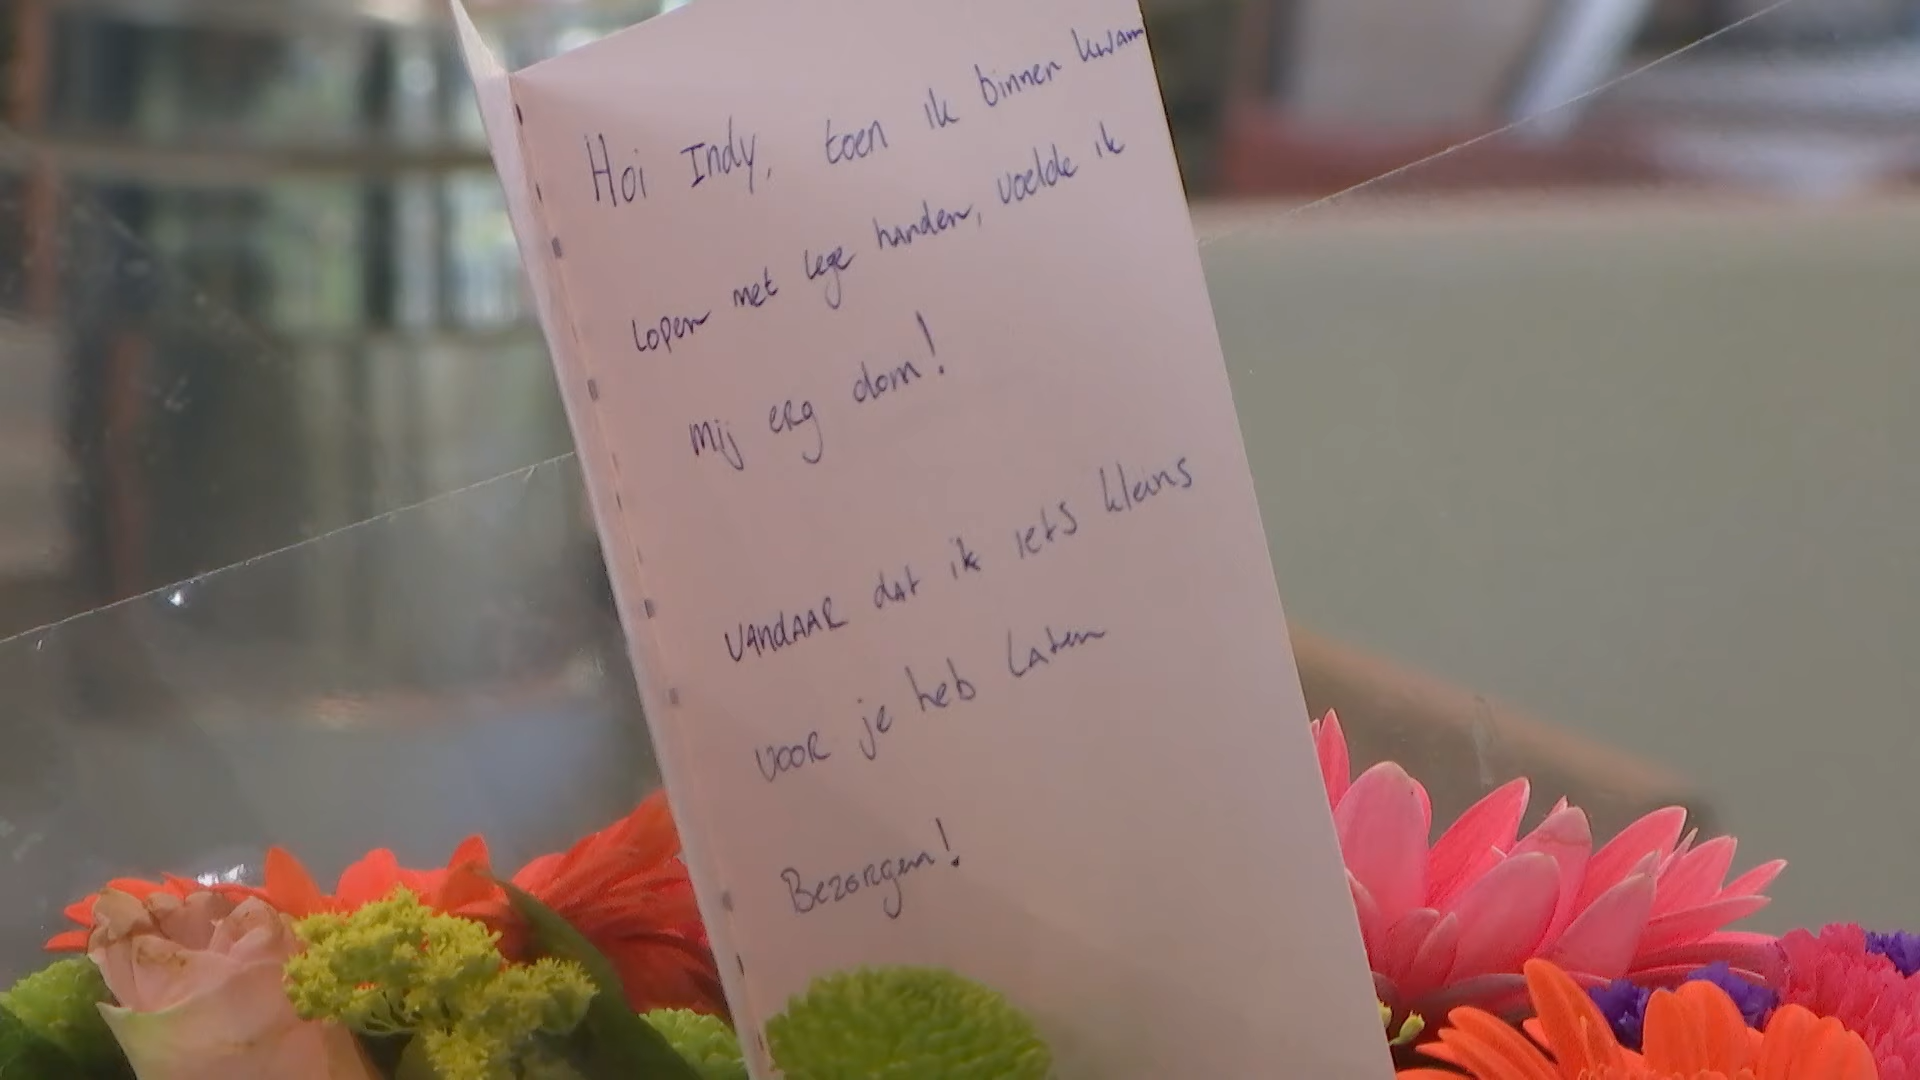 Hoi Indy, toen ik binnen kwam
lopen met lege handen, voelde ik
mij erg dom!
VANDAAR dat ik iets kleins
voor je heb laten
Bezorgen!